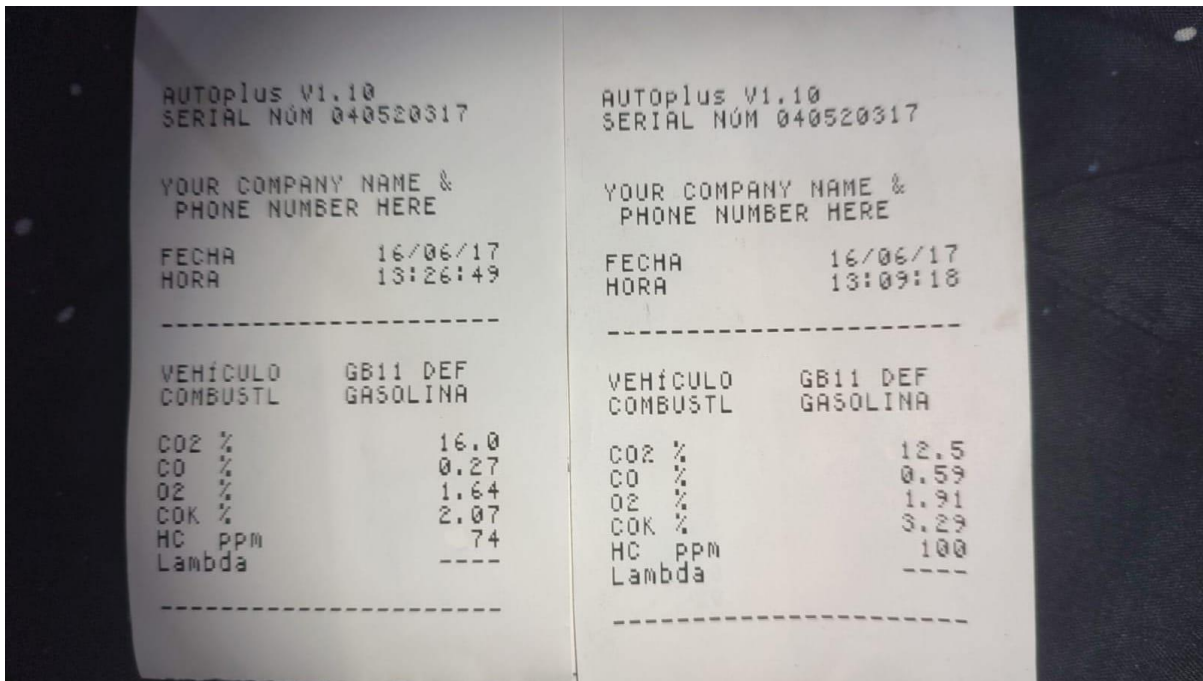 AUTOplus V1.10
SERIAL NÚM 040520317
YOUR COMPANY NAME &
PHONE NUMBER HERE
FECHA 16/06/17
HORA 13:26:49
---------------------
VEHÍCULO GB11 DEF
COMBUSTL GASOLINA
CO2 % 16.0
CO % 0.27
O2 % 1.64
COK % 2.07
HC ppm 74
Lambda ----
---------------------
AUTOplus V1.10
SERIAL NÚM 040520317
YOUR COMPANY NAME &
PHONE NUMBER HERE
FECHA 16/06/17
HORA 13:09:18
---------------------
VEHÍCULO GB11 DEF
COMBUSTL GASOLINA
CO2 % 12.5
CO % 0.59
O2 % 1.91
COK % 3.29
HC ppm 100
Lambda ----
---------------------